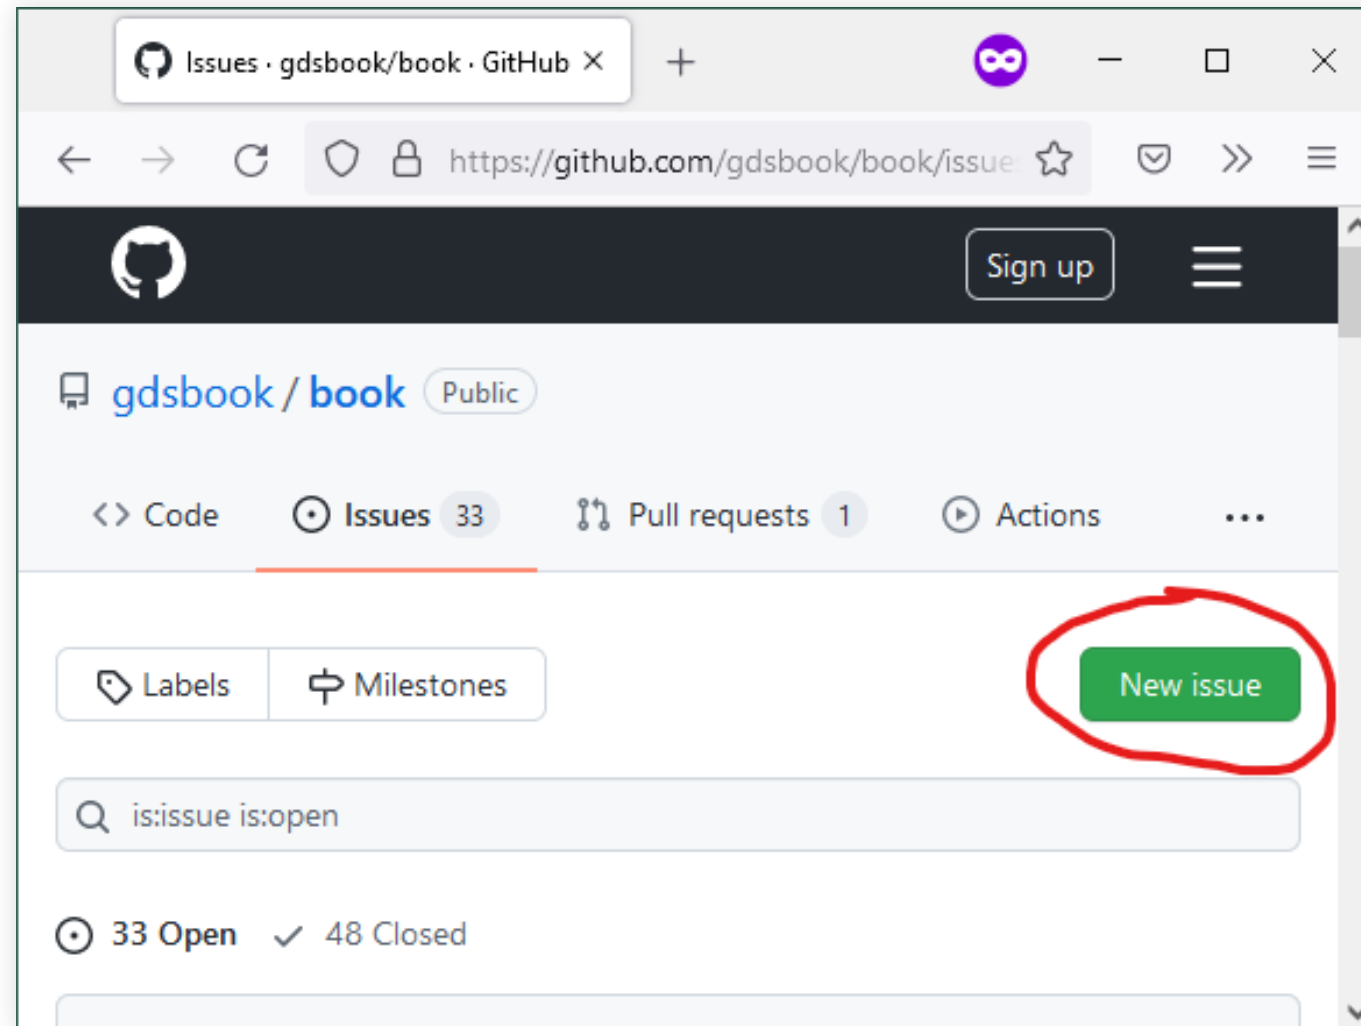 Issues · gdsbook/book · GitHub
https://github.com/gdsbook/book/issue
Sign up
gdsbook / book Public
Code Issues 33 Pull requests 1 Actions
Labels Milestones New issue
is:issue is:open
33 Open 48 Closed